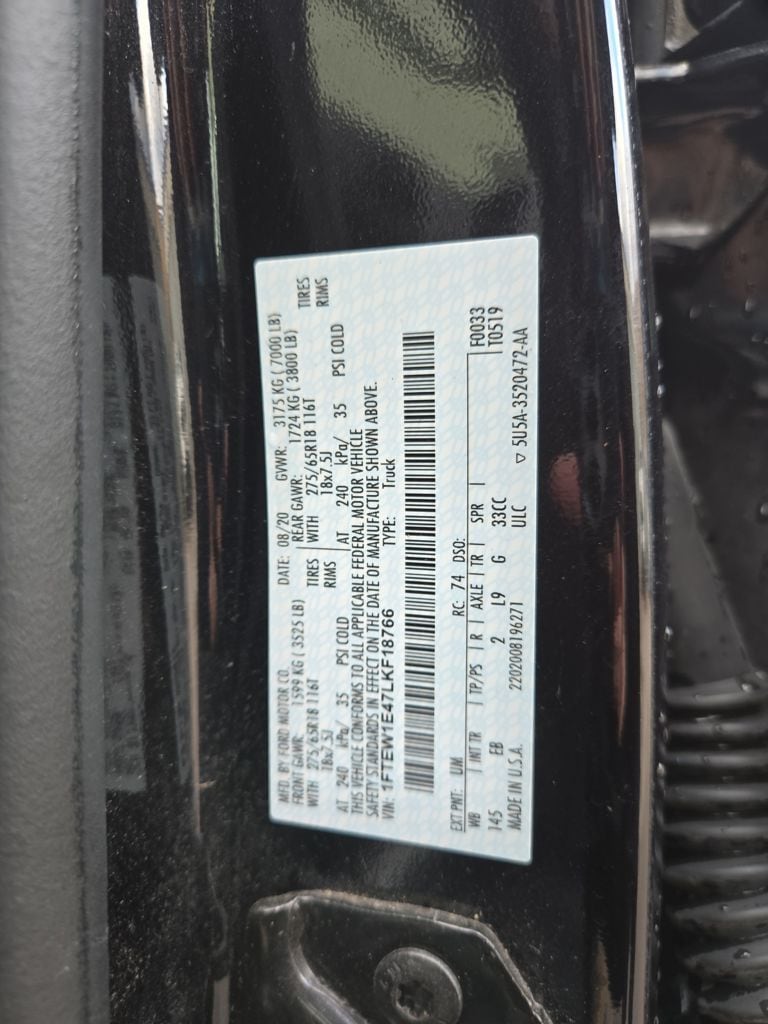 MFD. BY FORD MOTOR CO.
DATE: 08/20 GVWR: 3175 KG ( 7000 LB)
FRONT GAWR: 1599 KG ( 3525 LB)
REAR GAWR: 1724 KG ( 3800 LB)
WITH 275/65R18 116T TIRES
WITH 275/65R18 116T TIRES
18x7.5J RIMS
18x7.5J RIMS
AT 240 kPa/ 35 PSI COLD
AT 240 kPa/ 35 PSI COLD
THIS VEHICLE CONFORMS TO ALL APPLICABLE FEDERAL MOTOR VEHICLE
SAFETY STANDARDS IN EFFECT ON THE DATE OF MANUFACTURE SHOWN ABOVE.
VIN: 1FTEW1E47LKF18766 TYPE: Truck
EXT PNT: UM RC: 74 DSO:
WB | INT TR | TP/PS | R | AXLE | TR | SPR | F0033
145 EB 2 L9 G 33CC T0519
MADE IN U.S.A. 2202008196271 ULC ▽ 5U5A-3520472-AA